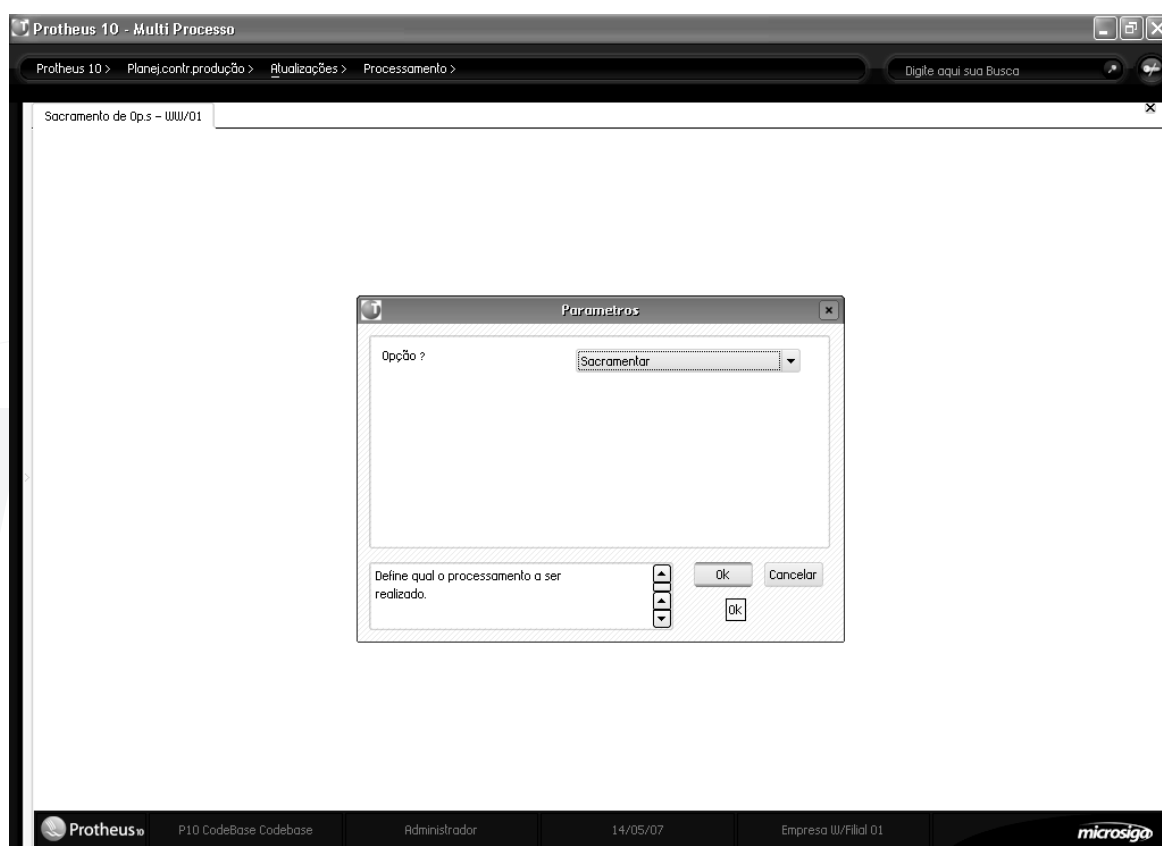 Protheus 10 - Multi Processo
Protheus 10 > Planej.contr.produção > Atualizações > Processamento >
Digite aqui sua Busca
Sacramento de Op.s - WW/01
Parametros
Opção ?
Sacramentar
Define qual o processamento a ser
realizado.
Ok
Cancelar
Ok
Protheus10
P10 CodeBase Codebase
Administrador
14/05/07
Empresa W/Filial 01
microsiga